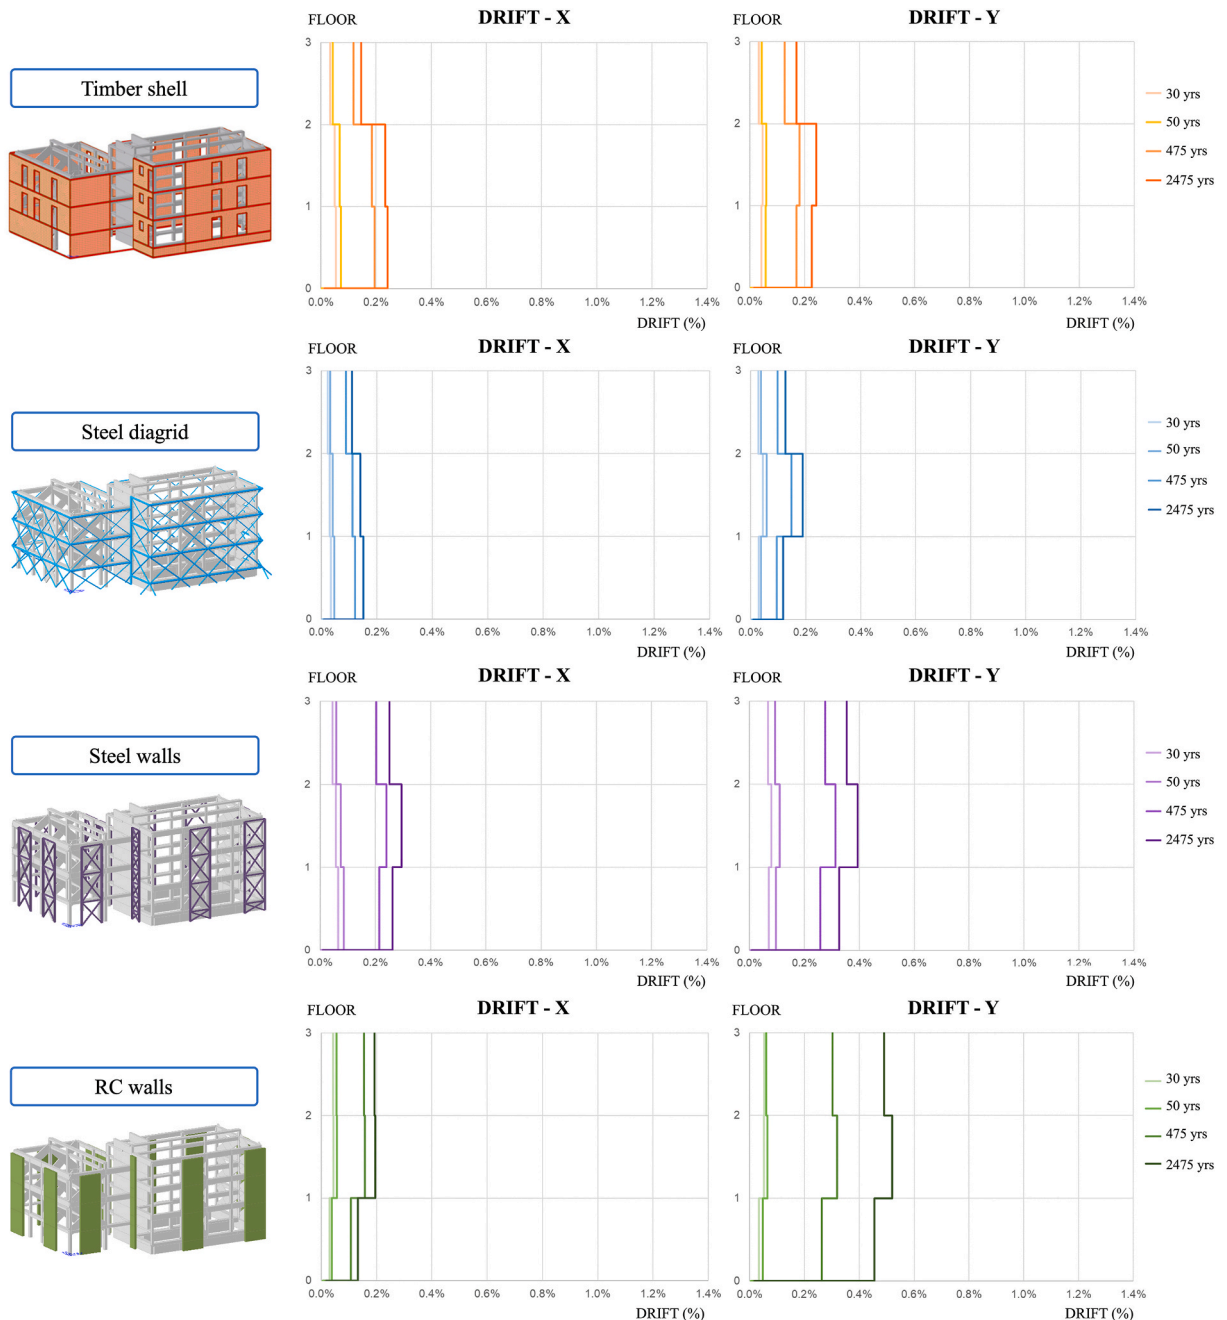 FLOOR DRIFT - X FLOOR DRIFT - Y
Timber shell
3
2
1
0
0.0% 0.2% 0.4% 0.6% 0.8% 1.0% 1.2% 1.4%
DRIFT (%)
3
2
1
0
0.0% 0.2% 0.4% 0.6% 0.8% 1.0% 1.2% 1.4%
DRIFT (%)
30 yrs
50 yrs
475 yrs
2475 yrs
FLOOR DRIFT - X FLOOR DRIFT - Y
Steel diagrid
3
2
1
0
0.0% 0.2% 0.4% 0.6% 0.8% 1.0% 1.2% 1.4%
DRIFT (%)
3
2
1
0
0.0% 0.2% 0.4% 0.6% 0.8% 1.0% 1.2% 1.4%
DRIFT (%)
30 yrs
50 yrs
475 yrs
2475 yrs
FLOOR DRIFT - X FLOOR DRIFT - Y
Steel walls
3
2
1
0
0.0% 0.2% 0.4% 0.6% 0.8% 1.0% 1.2% 1.4%
DRIFT (%)
3
2
1
0
0.0% 0.2% 0.4% 0.6% 0.8% 1.0% 1.2% 1.4%
DRIFT (%)
30 yrs
50 yrs
475 yrs
2475 yrs
FLOOR DRIFT - X FLOOR DRIFT - Y
RC walls
3
2
1
0
0.0% 0.2% 0.4% 0.6% 0.8% 1.0% 1.2% 1.4%
DRIFT (%)
3
2
1
0
0.0% 0.2% 0.4% 0.6% 0.8% 1.0% 1.2% 1.4%
DRIFT (%)
30 yrs
50 yrs
475 yrs
2475 yrs